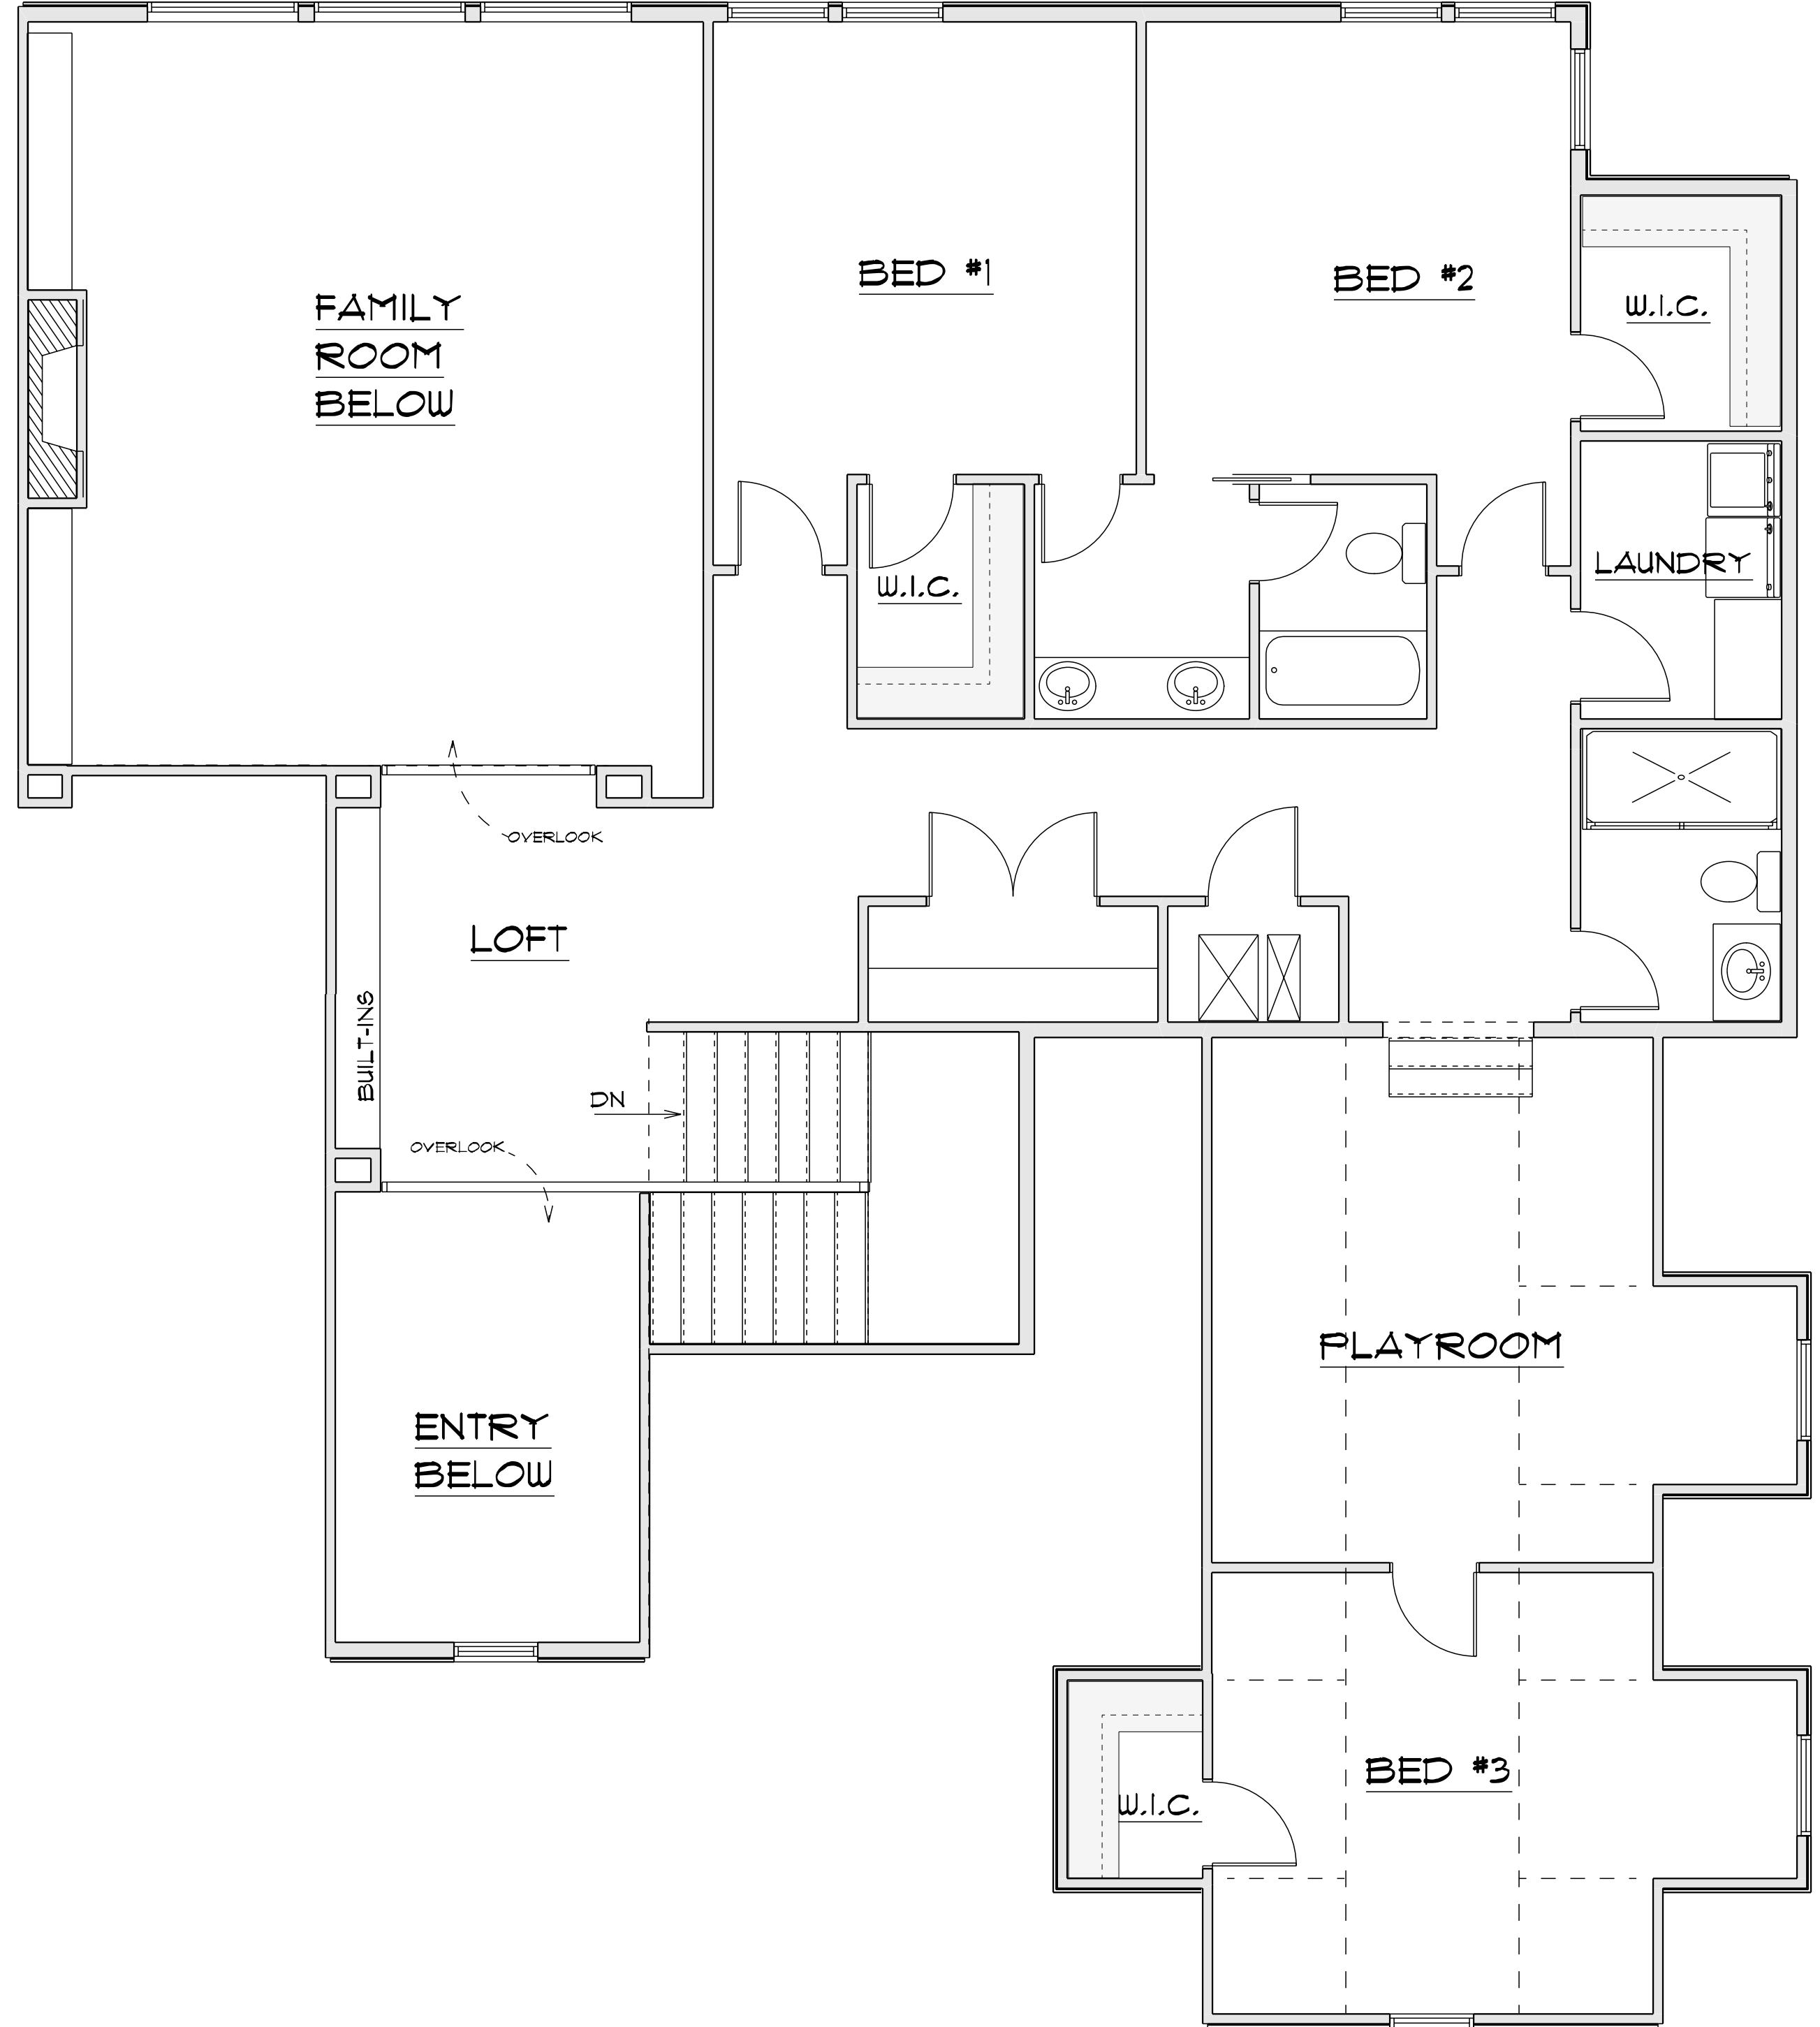 FAMILY
ROOM
BELOW
BED #1
BED #2
W.I.C.
W.I.C.
LAUNDRY
OVERLOOK
LOFT
BUILT-INS
DN
OVERLOOK
ENTRY
BELOW
PLAYROOM
BED #3
W.I.C.